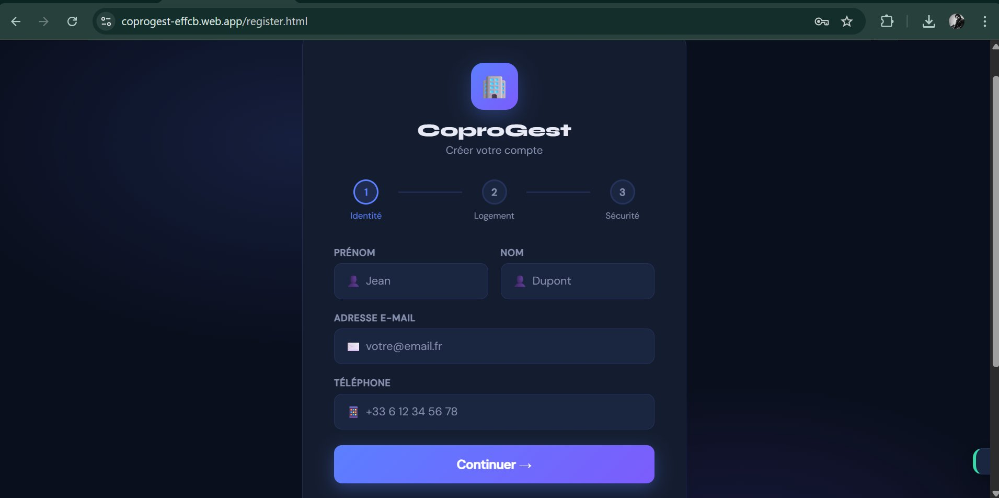 coprogest-effcb.web.app/register.html
CoproGest
Créer votre compte
1
2
3
Identité
Logement
Sécurité
PRÉNOM
NOM
Jean
Dupont
ADRESSE E-MAIL
votre@email.fr
TÉLÉPHONE
+33 6 12 34 56 78
Continuer →